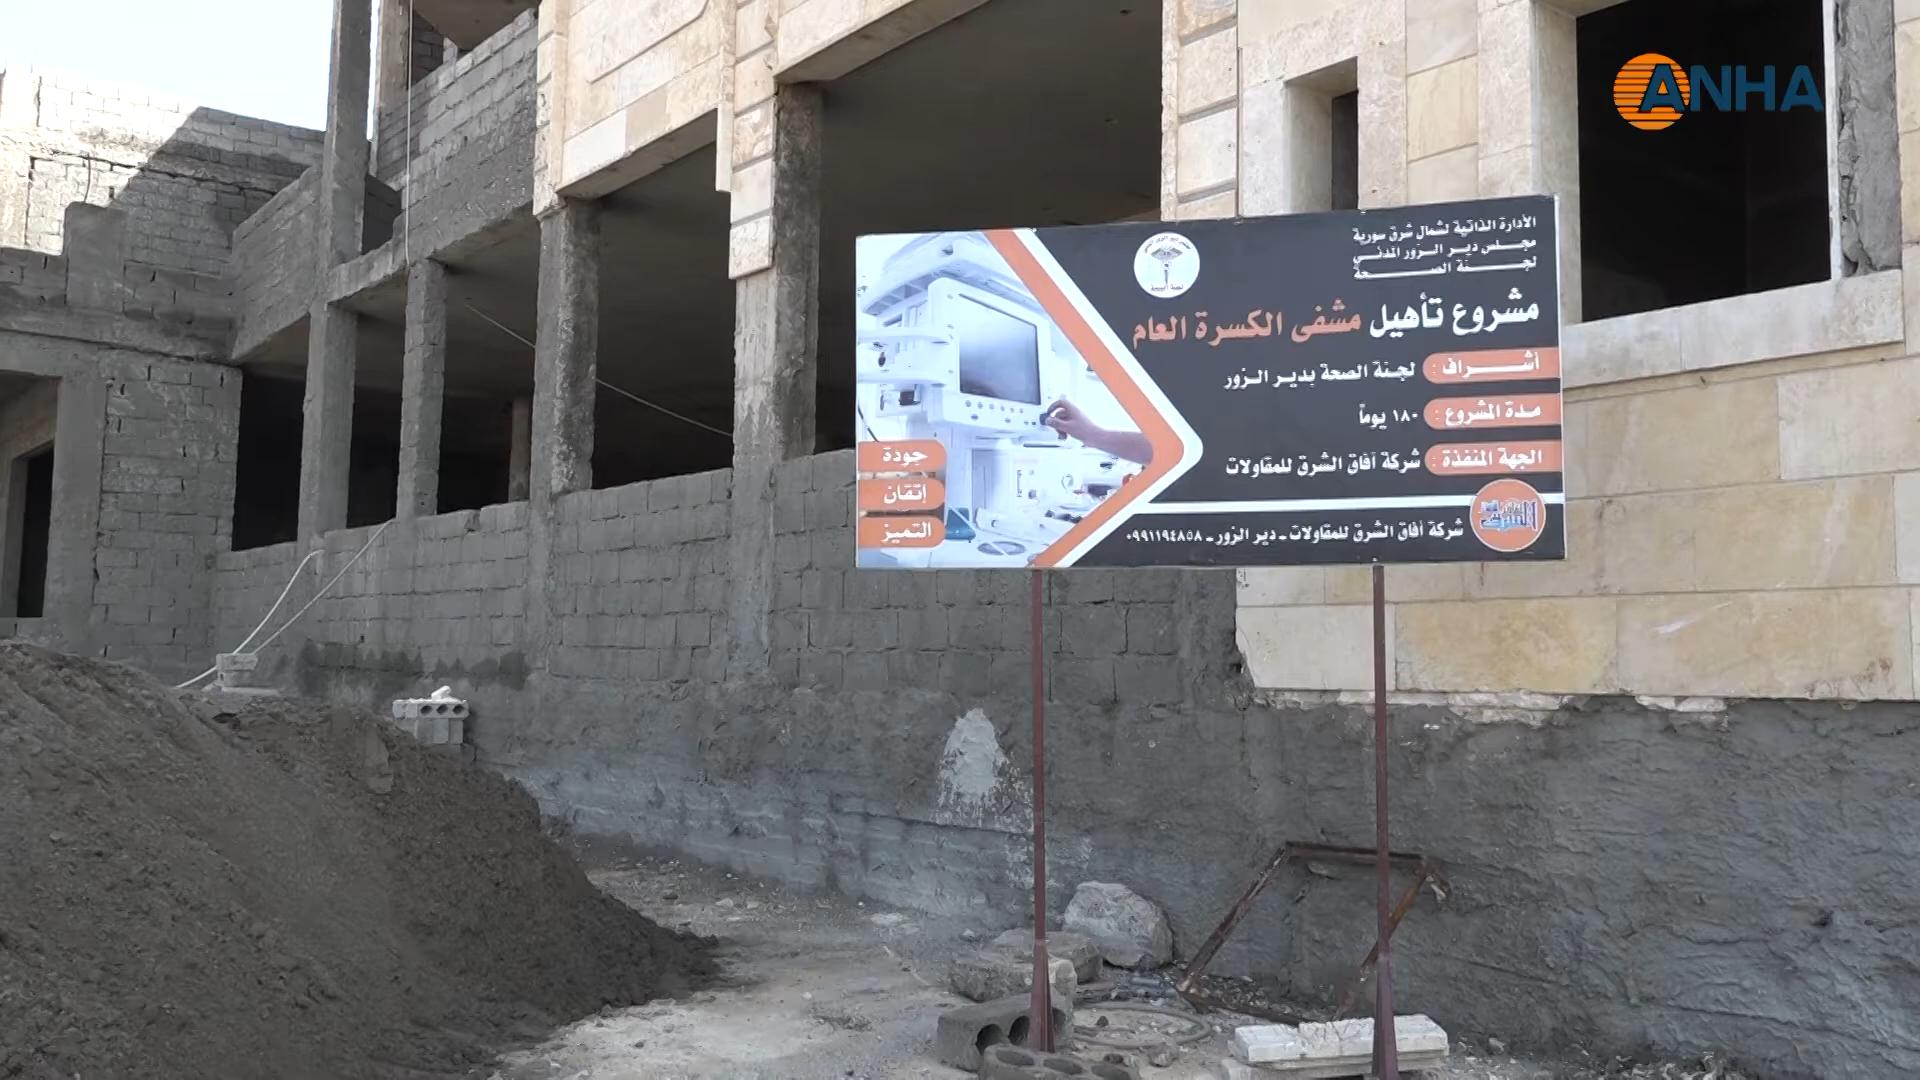 ANHA
الأدارة الذاتية لشمال شرق سورية
مجلس دير الزور المدني
لجنة الصحة
مشروع تأهيل مشفى الكسرة العام
أشراف : لجنة الصحة بدير الزور
مدة المشروع : ١٨٠ يوماً
الجهة المنفذة : شركة آفاق الشرق للمقاولات
جودة
إتقان
التميز
شركة أفاق الشرق للمقاولات ـ دير الزور ـ ٠٩٩١١٩٤٨٥٨